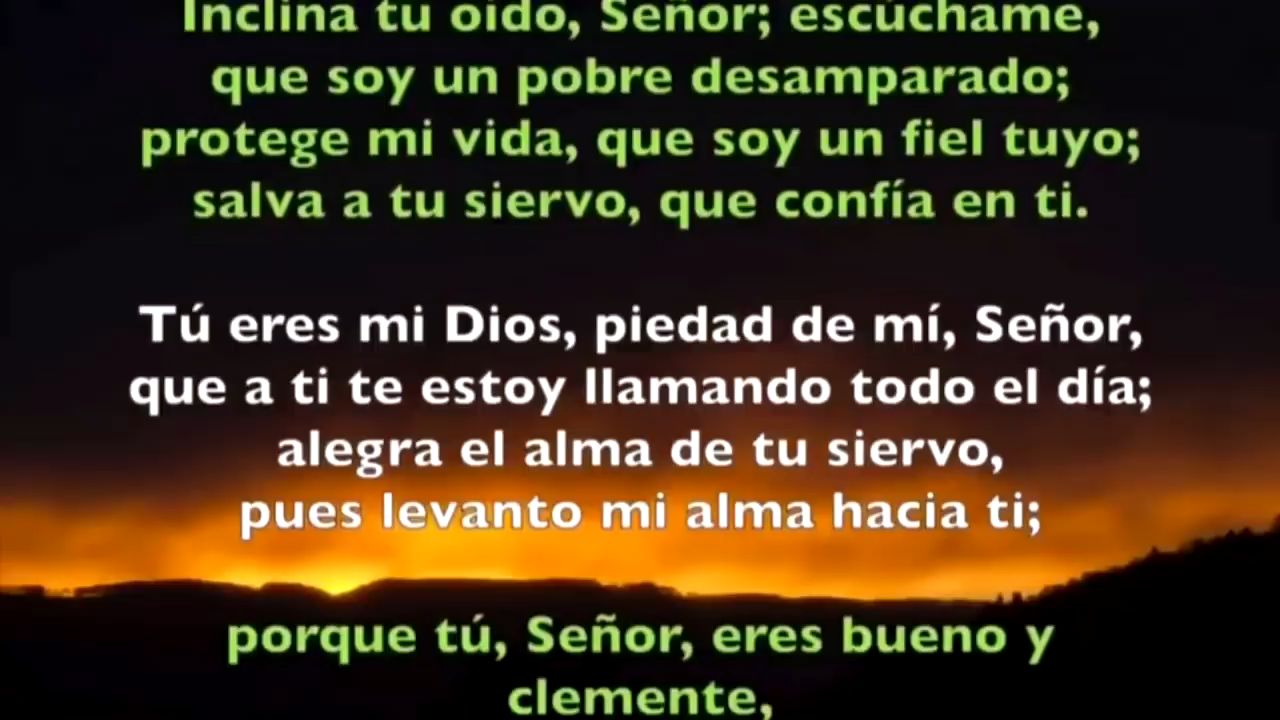 Inclina tu oído, Señor; escúchame,
que soy un pobre desamparado;
protege mi vida, que soy un fiel tuyo;
salva a tu siervo, que confía en ti.
Tú eres mi Dios, piedad de mí, Señor,
que a ti te estoy llamando todo el día;
alegra el alma de tu siervo,
pues levanto mi alma hacia ti;
porque tú, Señor, eres bueno y
clemente,